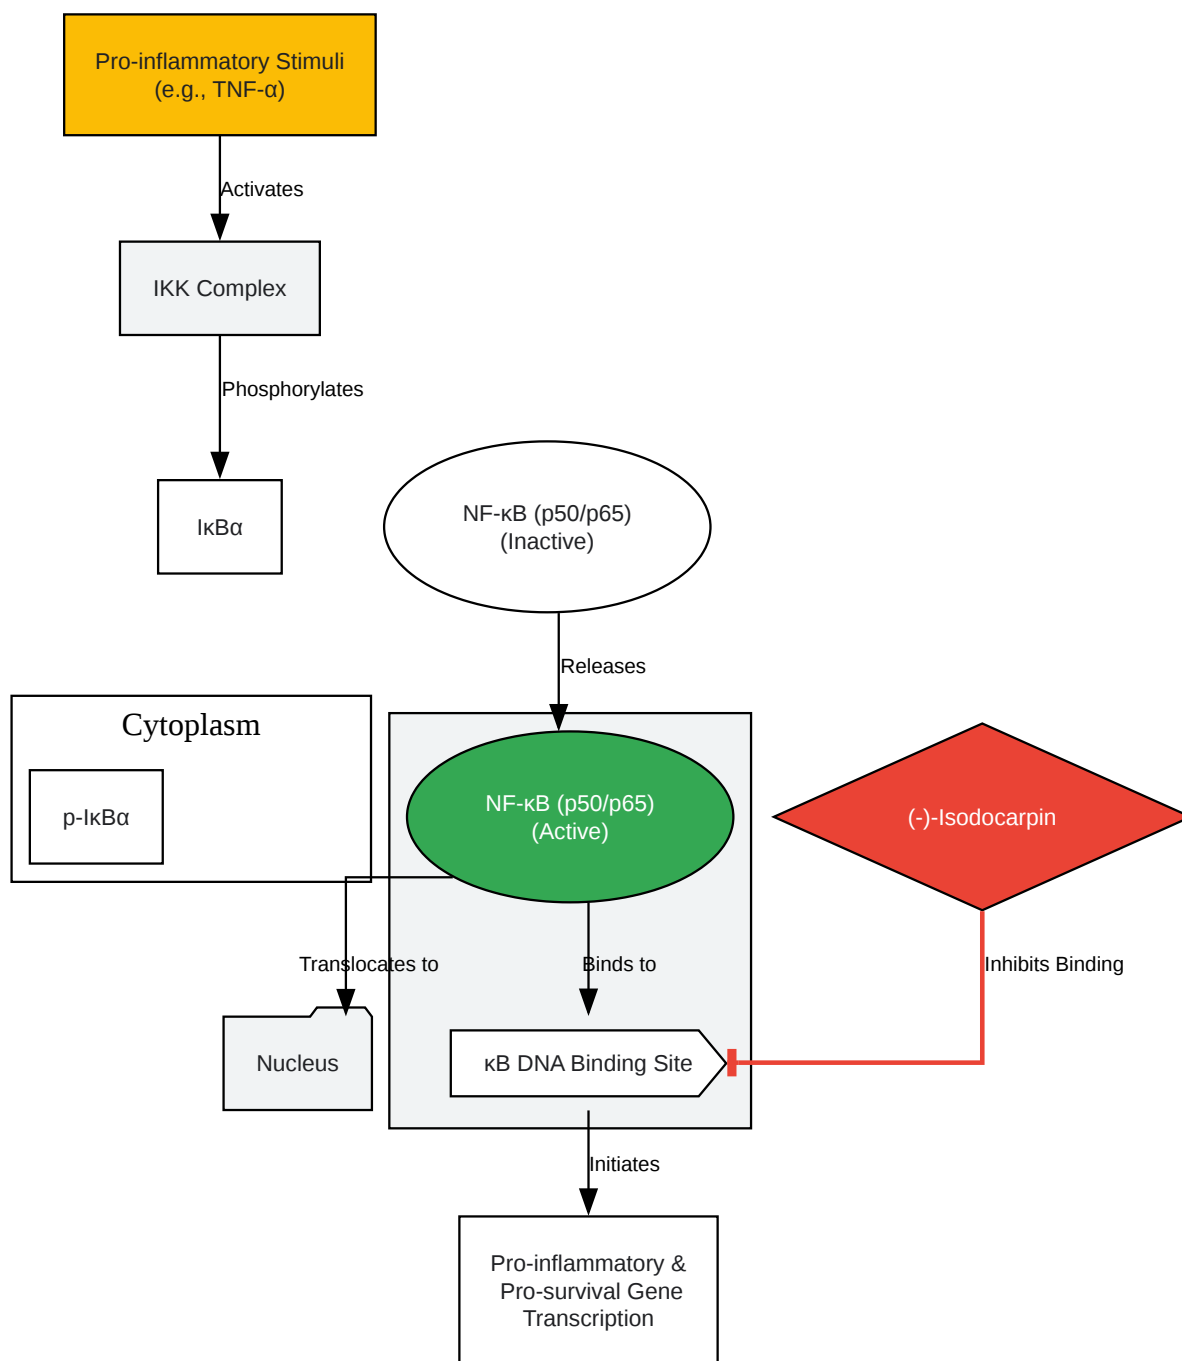 Pro-inflammatory Stimuli
(e.g., TNF-α)
Activates
IKK Complex
Phosphorylates
IκBα
NF-κB (p50/p65)
(Inactive)
Releases
Cytoplasm
p-IκBα
NF-κB (p50/p65)
(Active)
(-)-Isodocarpin
Translocates to
Binds to
Inhibits Binding
Nucleus
κB DNA Binding Site
Initiates
Pro-inflammatory &
Pro-survival Gene
Transcription